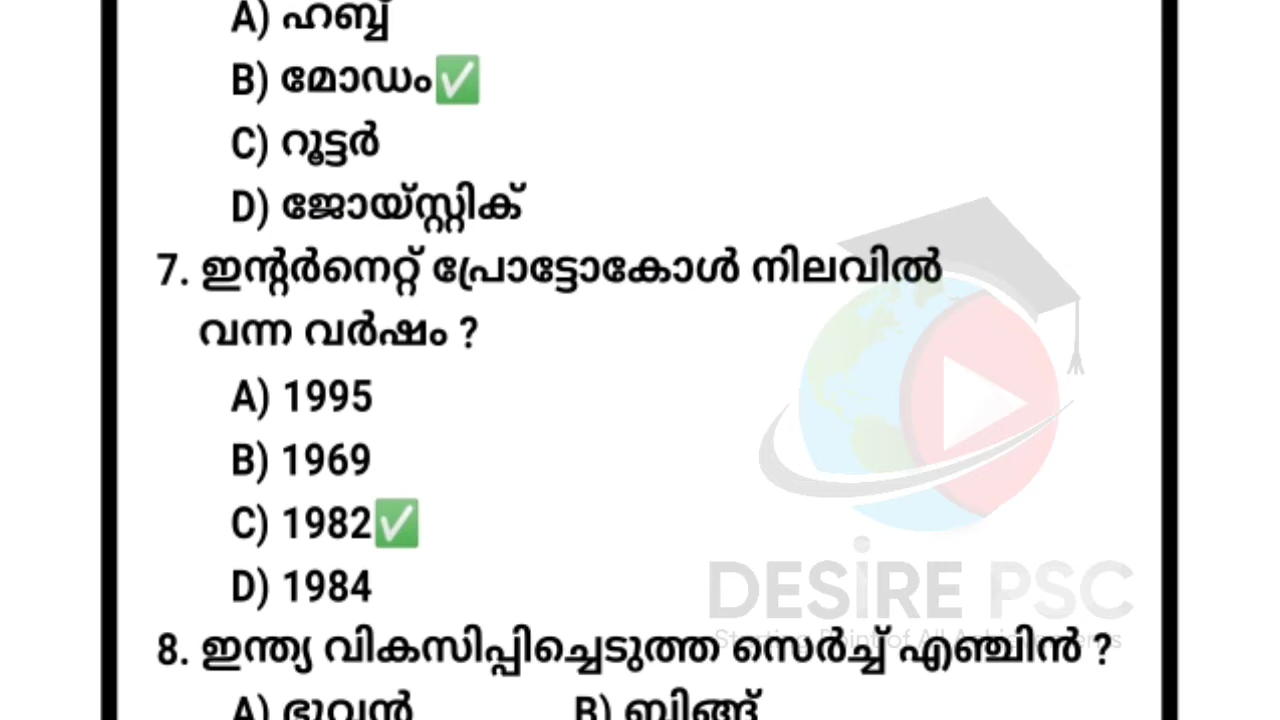 A) ഹബ്ബ്
B) മോഡം✅
C) റൂട്ടർ
D) ജോയ്സ്റ്റിക്
7. ഇന്റർനെറ്റ് പ്രോട്ടോകോൾ നിലവിൽ
വന്ന വർഷം ?
A) 1995
B) 1969
C) 1982✅
D) 1984
DESiRE PSC
8. ഇന്ത്യ വികസിപ്പിച്ചെടുത്ത സെർച്ച് എഞ്ചിൻ ?
A) ഭുവൻ B) ബിങ്ങ്